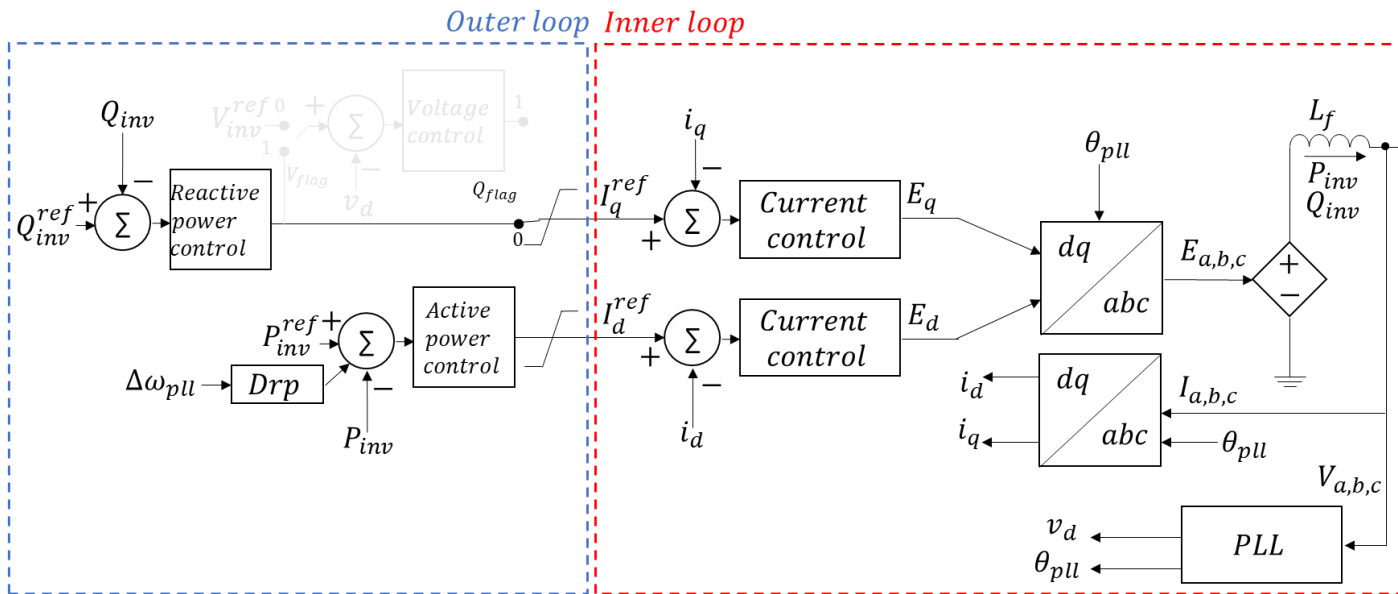 Outer loop Inner loop
Q_inv
V_inv^ref 0
+
Σ
Voltage
control
1
1
V_flag
−
v_d
Q_inv^ref
+
−
Σ
Reactive
power
control
Q_flag
0
I_q^ref
i_q
−
+
Σ
Current
control
E_q
θ_pll
dq
abc
E_a,b,c
+
−
L_f
P_inv
Q_inv
P_inv^ref
+
Σ
−
P_inv
Δω_pll
Drp
Active
power
control
I_d^ref
+
Σ
−
i_d
Current
control
E_d
i_d
i_q
dq
abc
I_a,b,c
θ_pll
V_a,b,c
v_d
θ_pll
PLL